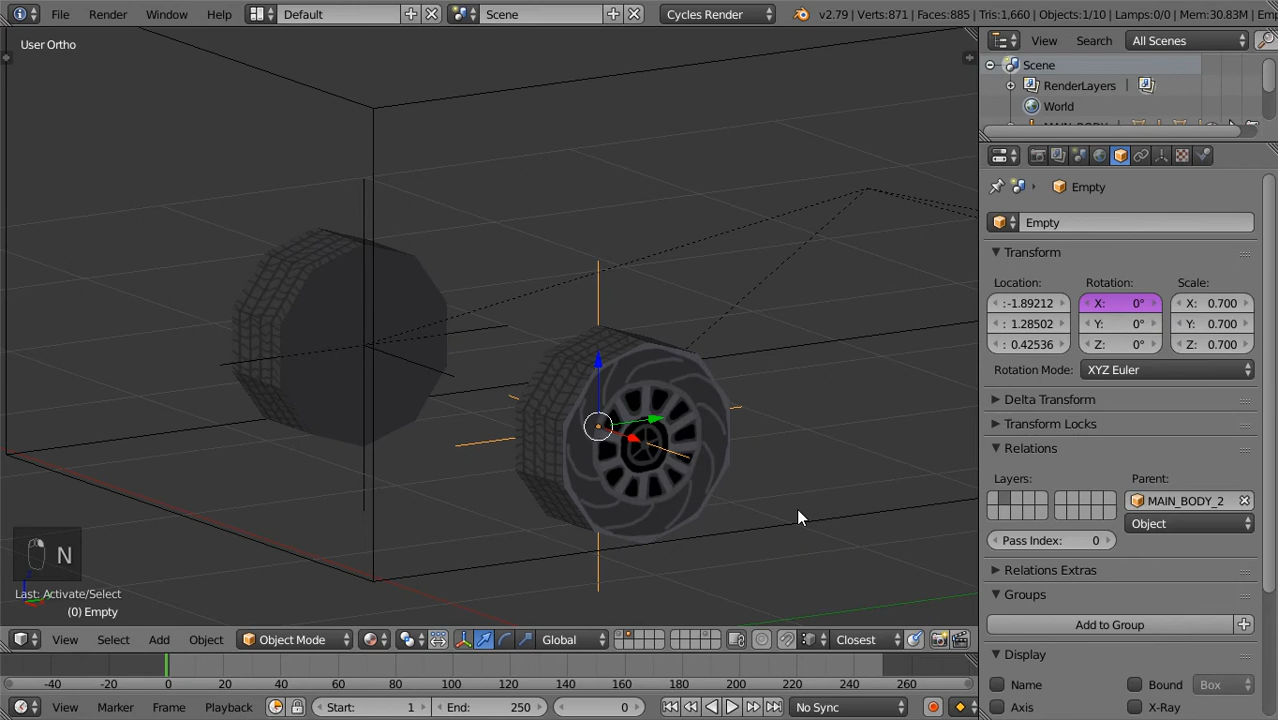 File Render Window Help Default Scene Cycles Render v2.79 | Verts:871 | Faces:885 | Tris:1,660 | Objects:1/10 | Lamps:0/0 | Mem:30.83M | Emp
User Ortho
View Search All Scenes
Scene
RenderLayers
World
Empty
Empty
Transform
Location: Rotation: Scale:
:-1.89212 X: 0° X: 0.700
: 1.28502 Y: 0° Y: 0.700
: 0.42536 Z: 0° Z: 0.700
Rotation Mode: XYZ Euler
Delta Transform
Transform Locks
Relations
Layers: Parent:
MAIN_BODY_2
Object
Pass Index: 0
Relations Extras
Groups
Add to Group
Display
Name Bound Box
Axis X-Ray
N
Last: Activate/Select
(0) Empty
View Select Add Object Object Mode Global Closest
-40 -20 0 20 40 60 80 100 120 140 160 180 200 220 240 260
View Marker Frame Playback Start: 1 End: 250 0 No Sync